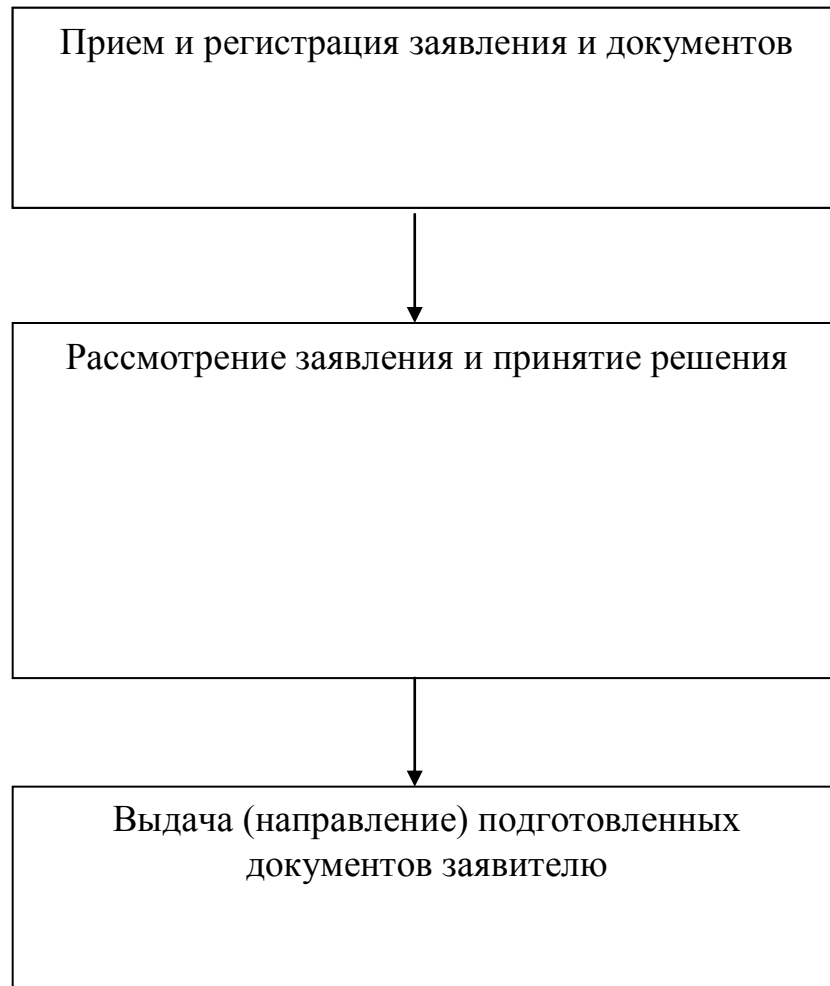 Прием и регистрация заявления и документов
Рассмотрение заявления и принятие решения
Выдача (направление) подготовленных
документов заявителю